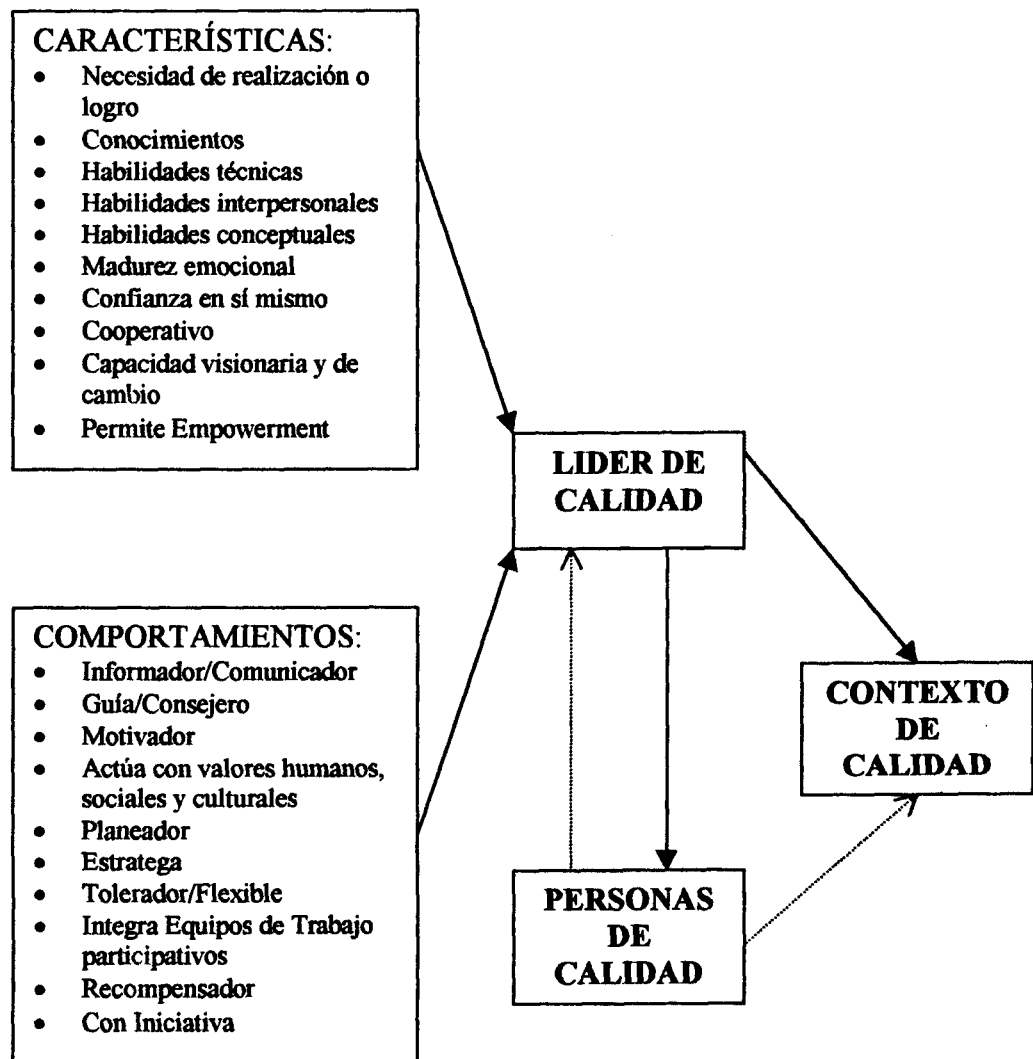 CARACTERÍSTICAS:
• Necesidad de realización o
logro
• Conocimientos
• Habilidades técnicas
• Habilidades interpersonales
• Habilidades conceptuales
• Madurez emocional
• Confianza en sí mismo
• Cooperativo
• Capacidad visionaria y de
cambio
• Permite Empowerment
LIDER DE
CALIDAD
COMPORTAMIENTOS:
• Informador/Comunicador
• Guía/Consejero
• Motivador
• Actúa con valores humanos,
sociales y culturales
• Planeador
• Estratega
• Tolerador/Flexible
• Integra Equipos de Trabajo
participativos
• Recompensador
• Con Iniciativa
CONTEXTO
DE
CALIDAD
PERSONAS
DE
CALIDAD